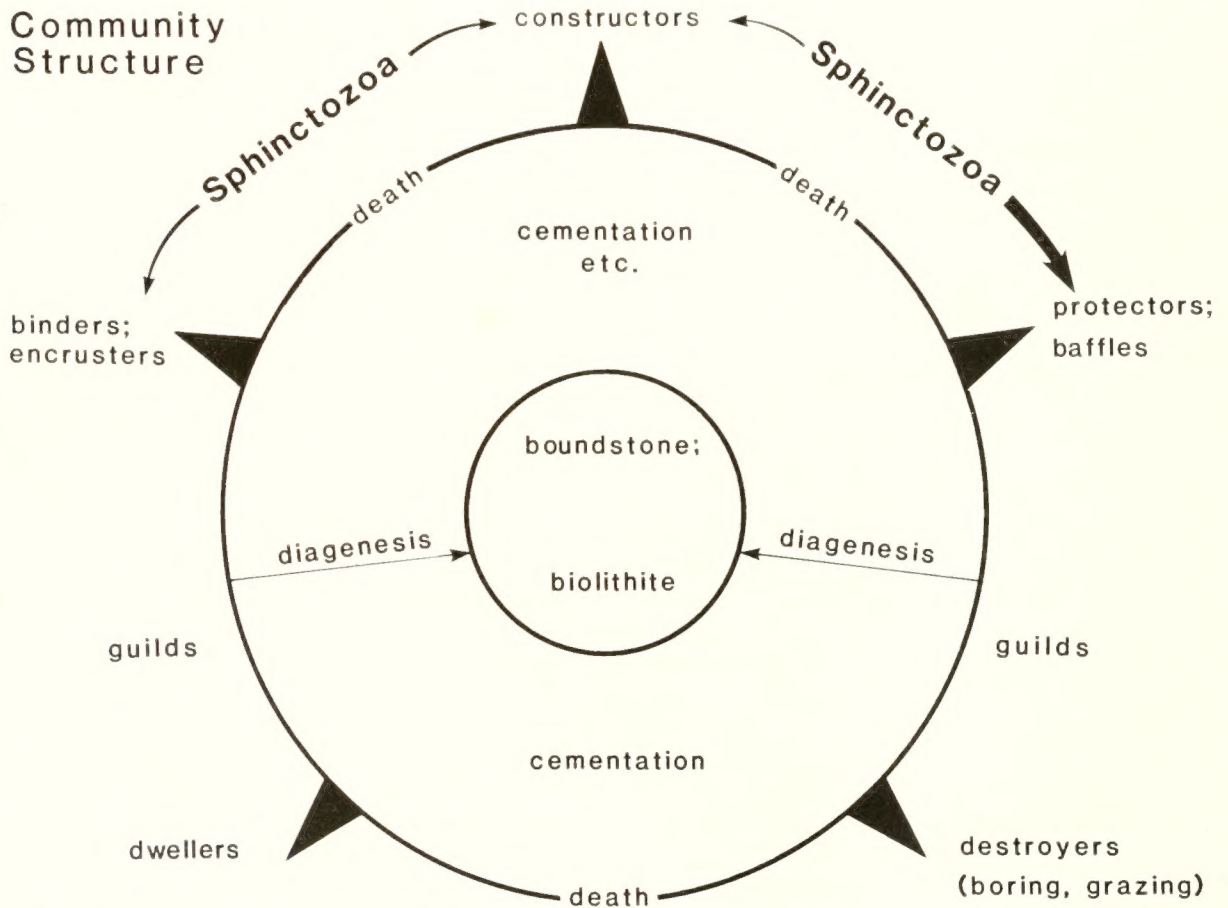 Community
Structure
constructors
Sphinctozoa
Sphinctozoa
death
death
cementation
etc.
binders;
encrusters
protectors;
baffles
boundstone;
diagenesis
diagenesis
biolithite
guilds
guilds
cementation
dwellers
destroyers
(boring, grazing)
death